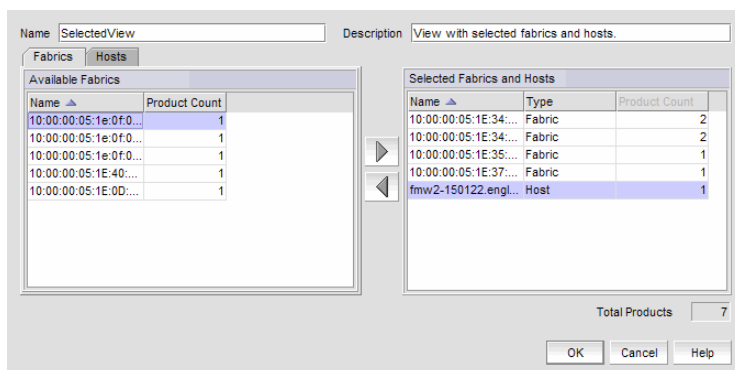 Name SelectedView Description View with selected fabrics and hosts.
Fabrics Hosts
Available Fabrics
Name Product Count
10:00:00:05:1e:0f:0... 1
10:00:00:05:1e:0f:0... 1
10:00:00:05:1e:0f:0... 1
10:00:00:05:1E:40:... 1
10:00:00:05:1E:0D:... 1
Selected Fabrics and Hosts
Name Type Product Count
10:00:00:05:1E:34:... Fabric 2
10:00:00:05:1E:34:... Fabric 2
10:00:00:05:1E:35:... Fabric 1
10:00:00:05:1E:37:... Fabric 1
fmw2-150122.engl... Host 1
Total Products 7
OK Cancel Help